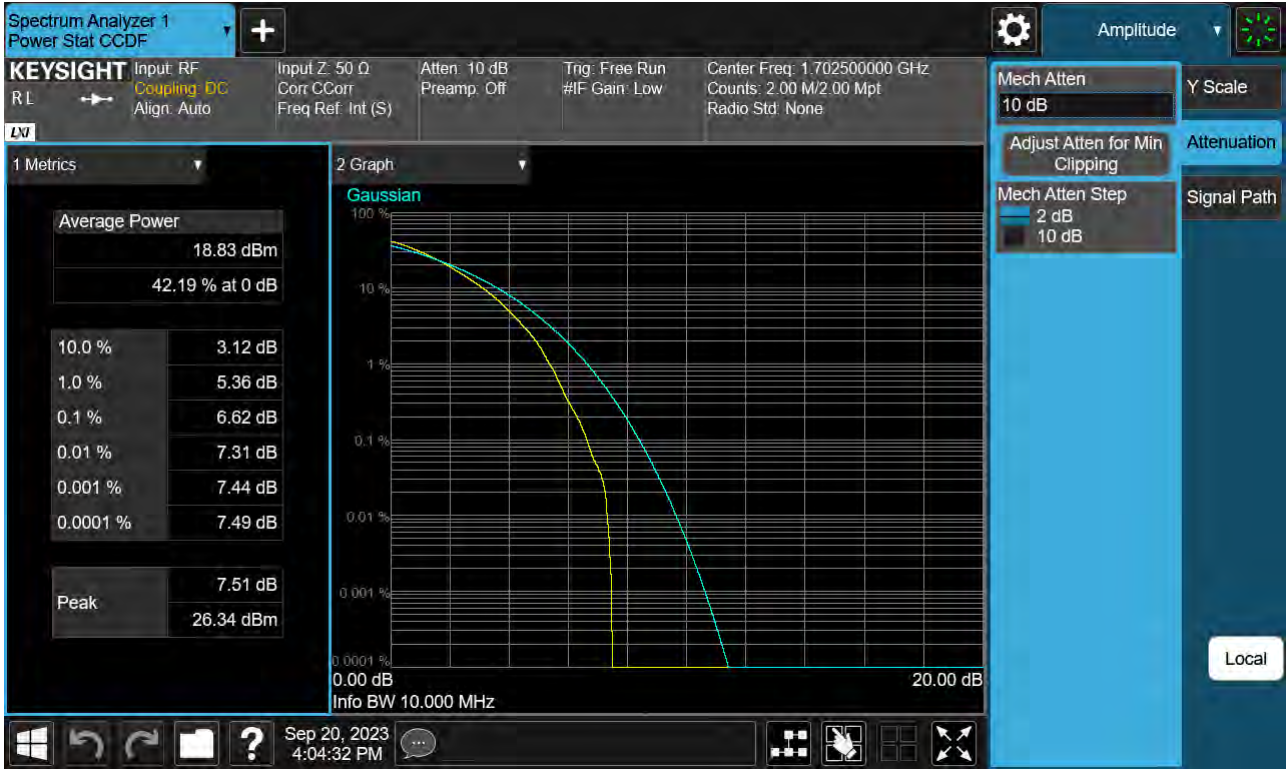 Spectrum Analyzer 1
Power Stat CCDF
+
Amplitude
KEYSIGHT
RL
LXI
Input: RF
Coupling: DC
Align: Auto
Input Z: 50 Ω
Corr CCorr
Freq Ref: Int (S)
Atten: 10 dB
Preamp: Off
Trig: Free Run
#IF Gain: Low
Center Freq: 1.702500000 GHz
Counts: 2.00 M/2.00 Mpt
Radio Std: None
Mech Atten
10 dB
Adjust Atten for Min
Clipping
Mech Atten Step
2 dB
10 dB
Y Scale
Attenuation
Signal Path
Local
1 Metrics
Average Power
18.83 dBm
42.19 % at 0 dB
10.0 % 3.12 dB
1.0 % 5.36 dB
0.1 % 6.62 dB
0.01 % 7.31 dB
0.001 % 7.44 dB
0.0001 % 7.49 dB
Peak
7.51 dB
26.34 dBm
2 Graph
Gaussian
100 %
10 %
1 %
0.1 %
0.01 %
0.001 %
0.0001 %
0.00 dB 20.00 dB
Info BW 10.000 MHz
?
Sep 20, 2023
4:04:32 PM